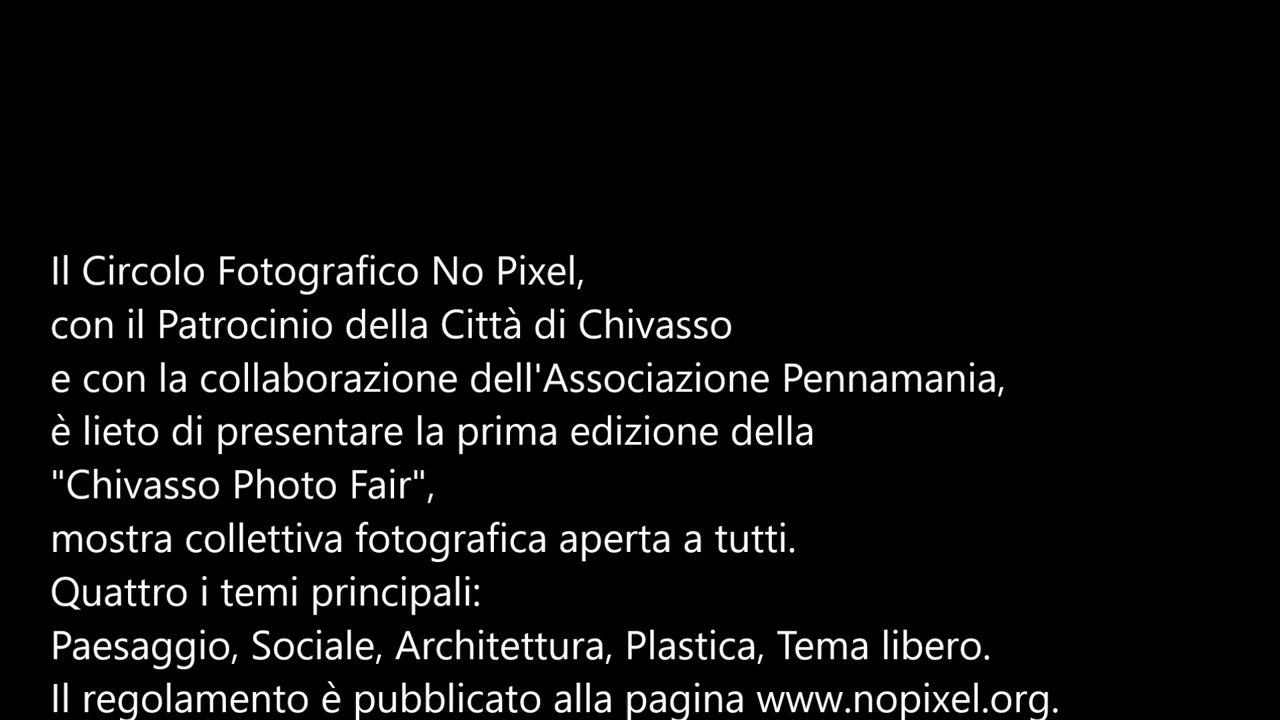 Il Circolo Fotografico No Pixel,
con il Patrocinio della Città di Chivasso
e con la collaborazione dell'Associazione Pennamania,
è lieto di presentare la prima edizione della
"Chivasso Photo Fair",
mostra collettiva fotografica aperta a tutti.
Quattro i temi principali:
Paesaggio, Sociale, Architettura, Plastica, Tema libero.
Il regolamento è pubblicato alla pagina www.nopixel.org.